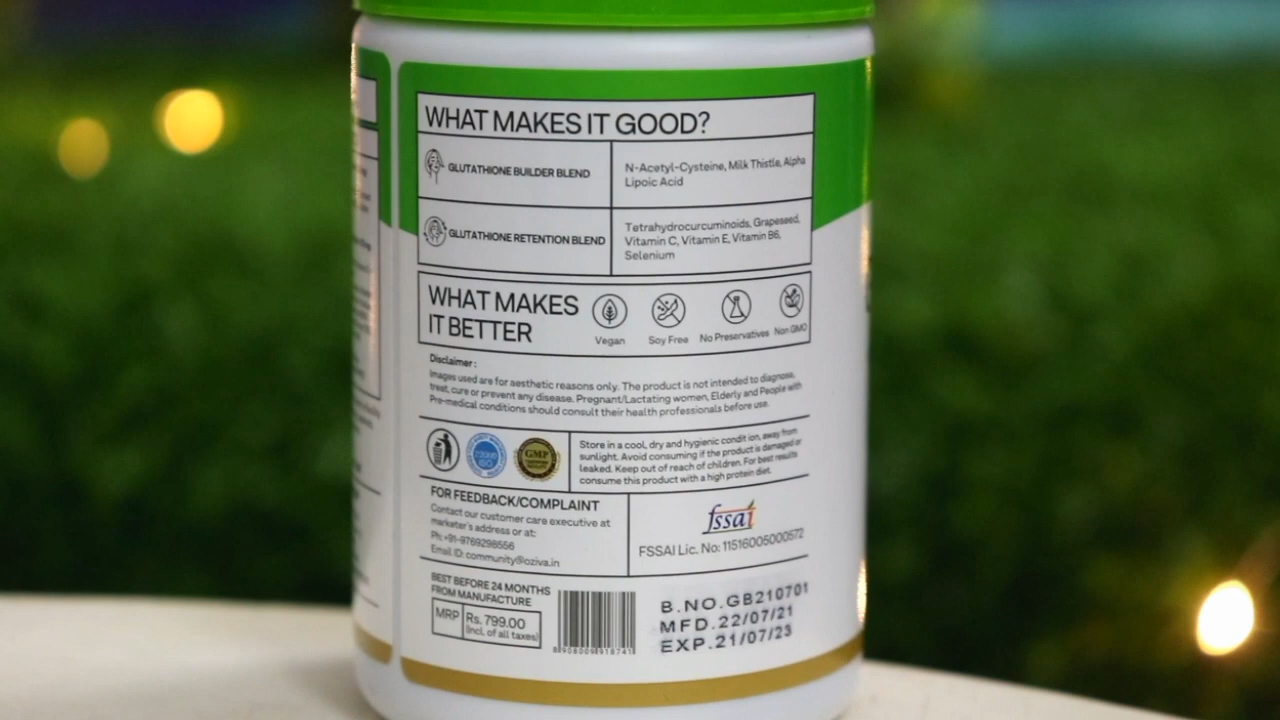 WHAT MAKES IT GOOD?
GLUTATHIONE BUILDER BLEND
N-Acetyl-Cysteine, Milk Thistle, Alpha
Lipoic Acid
GLUTATHIONE RETENTION BLEND
Tetrahydrocurcuminoids, Grapeseed,
Vitamin C, Vitamin E, Vitamin B6,
Selenium
WHAT MAKES
IT BETTER
Vegan
Soy Free
No Preservatives
Non GMO
Disclaimer :
Images used are for aesthetic reasons only. The product is not intended to diagnose,
treat, cure or prevent any disease. Pregnant/Lactating women, Elderly and People with
Pre-medical conditions should consult their health professionals before use.
22000
ISO
GMP
Store in a cool, dry and hygienic condit ion, away from
sunlight. Avoid consuming if the product is damaged or
leaked. Keep out of reach of children. For best results
consume this product with a high protein diet.
FOR FEEDBACK/COMPLAINT
Contact our customer care executive at
marketer's address or at:
Ph: +91-9769298556
Email ID: community@oziva.in
fssai
FSSAI Lic. No: 11516005000572
BEST BEFORE 24 MONTHS
FROM MANUFACTURE
MRP
Rs. 799.00
(Incl. of all taxes)
B.NO.GB210701
MFD.22/07/21
EXP.21/07/23